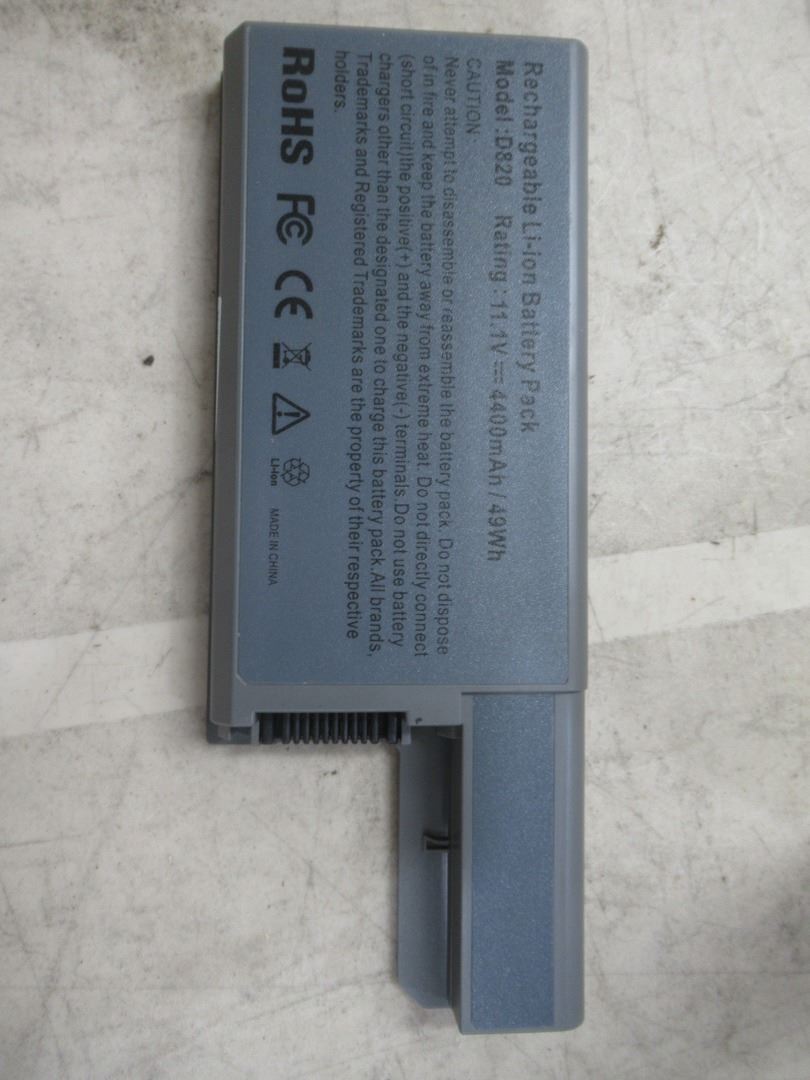 Rechargeable Li-ion Battery Pack
Model :D820 Rating : 11.1V ⎓ 4400mAh / 49Wh
CAUTION:
Never attempt to disassemble or reassemble the battery pack. Do not dispose
of in fire and keep the battery away from extreme heat. Do not directly connect
(short circuit)the positive(+) and the negative(-) terminals.Do not use battery
chargers other than the designated one to charge this battery pack.All brands,
Trademarks and Registered Trademarks are the property of their respective
holders.
RoHS FC CE Li-ion MADE IN CHINA